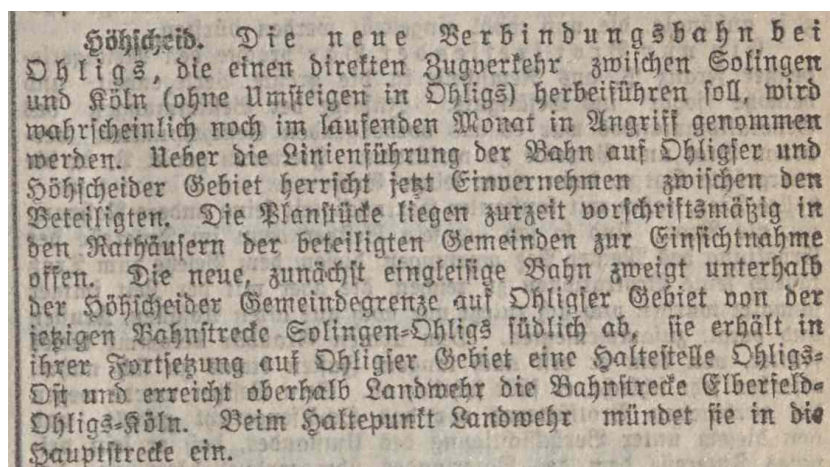 Höhscheid. Die neue Verbindungsbahn bei
Ohligs, die einen direkten Zugverkehr zwischen Solingen
und Köln (ohne Umsteigen in Ohligs) herbeiführen soll, wird
wahrscheinlich noch im laufenden Monat in Angriff genommen
werden. Ueber die Linienführung der Bahn auf Ohligser und
Höhscheider Gebiet herrscht jetzt Einvernehmen zwischen den
Beteiligten. Die Planstücke liegen zurzeit vorschriftsmäßig in
den Rathäusern der beteiligten Gemeinden zur Einsichtnahme
offen. Die neue, zunächst eingleisige Bahn zweigt unterhalb
der Höhscheider Gemeindegrenze auf Ohligser Gebiet von der
jetzigen Bahnstrecke Solingen-Ohligs südlich ab, sie erhält in
ihrer Fortsetzung auf Ohligser Gebiet eine Haltestelle Ohligs-
Ost und erreicht oberhalb Landwehr die Bahnstrecke Elberfeld-
Ohligs-Köln. Beim Haltepunkt Landwehr mündet sie in die
Hauptstrecke ein.